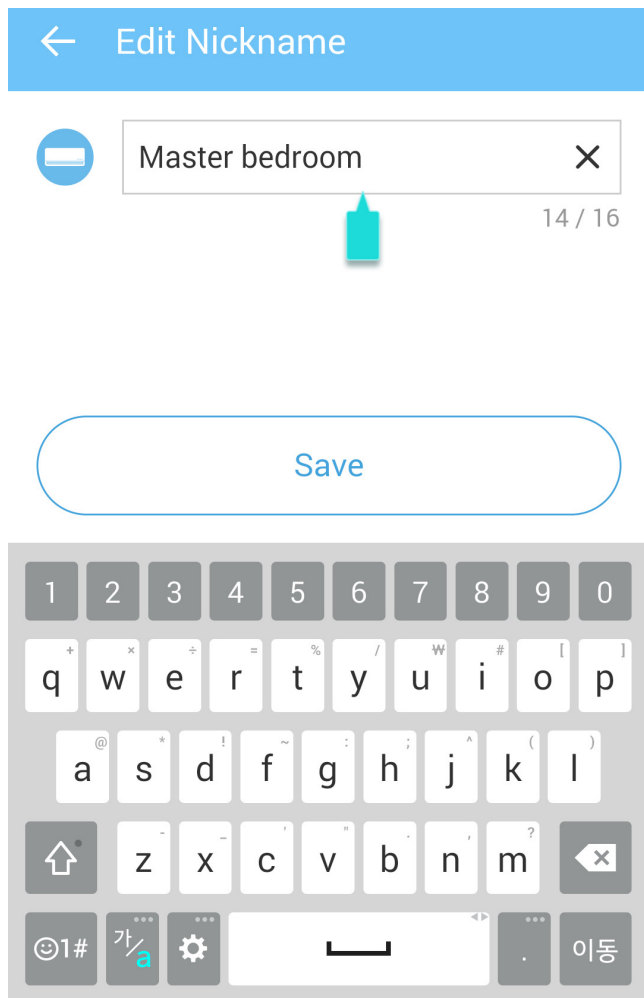 Edit Nickname
Master bedroom
14 / 16
Save
1 2 3 4 5 6 7 8 9 0
+ × ÷ = % / ₩ # [ ]
q w e r t y u i o p
@ * ! ~ : ; ^ ( )
a s d f g h j k l
- _ ' " . , ?
z x c v b n m
1# 가/a . 이동